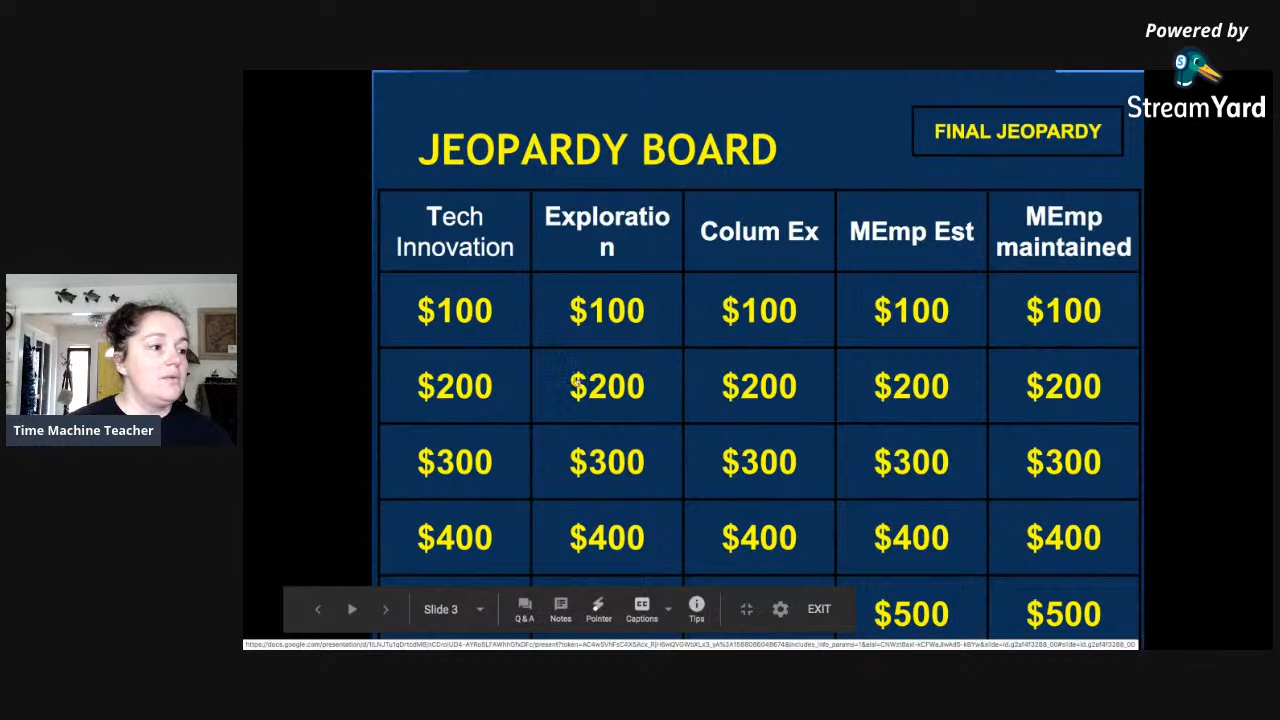 Powered by
StreamYard
FINAL JEOPARDY
JEOPARDY BOARD
Tech Innovation
Exploratio
n
Colum Ex
MEmp Est
MEmp maintained
$100 $100 $100 $100 $100
$200 $200 $200 $200 $200
$300 $300 $300 $300 $300
$400 $400 $400 $400 $400
$500 $500
Time Machine Teacher
Slide 3
Q & A
Notes
Pointer
CC
Captions
Tips
EXIT